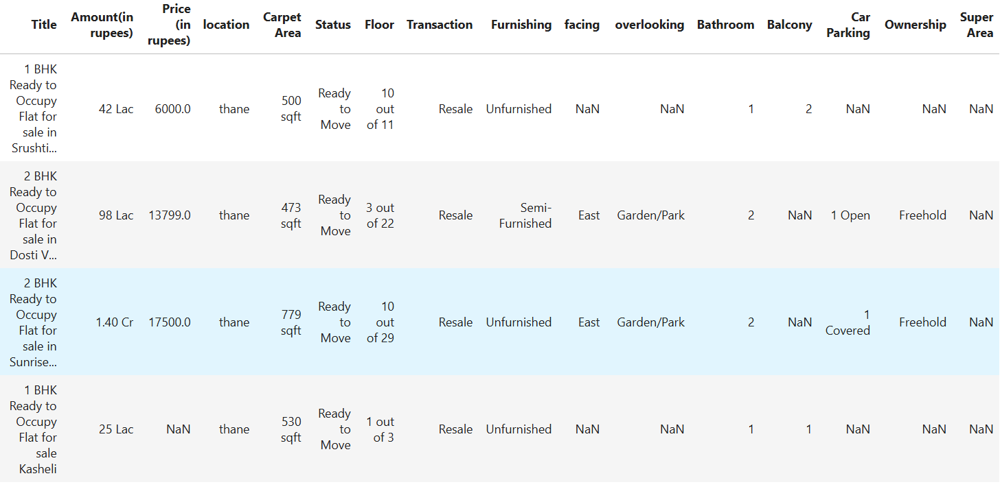 Title Amount(in rupees) Price (in rupees) location Carpet Area Status Floor Transaction Furnishing facing overlooking Bathroom Balcony Car Parking Ownership Super Area
1 BHK Ready to Occupy Flat for sale in Srushti... 42 Lac 6000.0 thane 500 sqft Ready to Move 10 out of 11 Resale Unfurnished NaN NaN 1 2 NaN NaN NaN
2 BHK Ready to Occupy Flat for sale in Dosti V... 98 Lac 13799.0 thane 473 sqft Ready to Move 3 out of 22 Resale Semi-Furnished East Garden/Park 2 NaN 1 Open Freehold NaN
2 BHK Ready to Occupy Flat for sale in Sunrise... 1.40 Cr 17500.0 thane 779 sqft Ready to Move 10 out of 29 Resale Unfurnished East Garden/Park 2 NaN 1 Covered Freehold NaN
1 BHK Ready to Occupy Flat for sale Kasheli 25 Lac NaN thane 530 sqft Ready to Move 1 out of 3 Resale Unfurnished NaN NaN 1 1 NaN NaN NaN